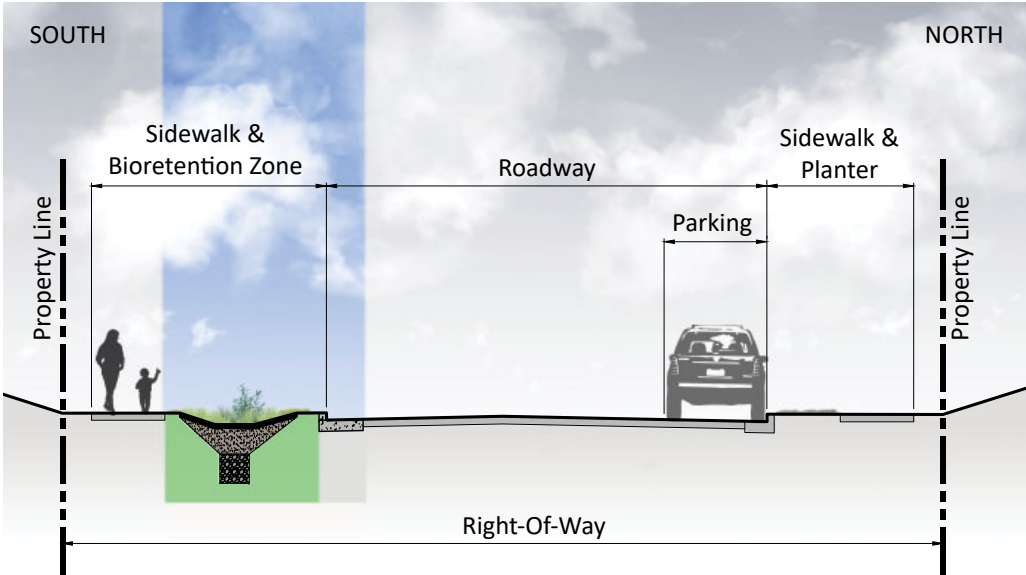 SOUTH
NORTH
Sidewalk &
Bioretention Zone
Roadway
Sidewalk &
Planter
Parking
Property Line
Property Line
Right-Of-Way